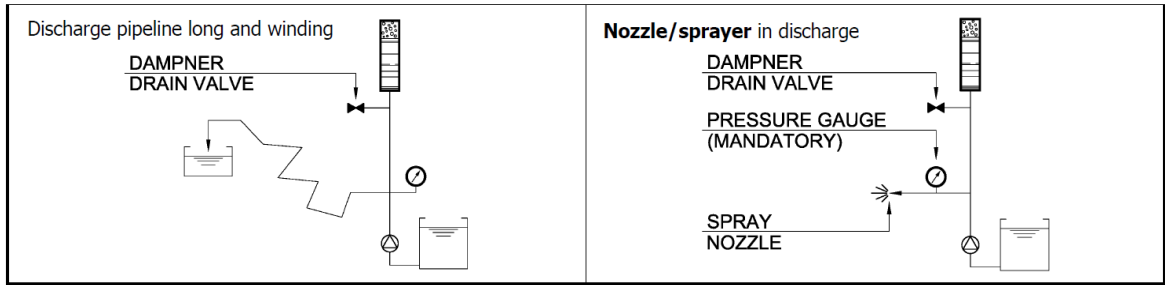 Discharge pipeline long and winding
DAMPNER
DRAIN VALVE
Nozzle/sprayer in discharge
DAMPNER
DRAIN VALVE
PRESSURE GAUGE
(MANDATORY)
SPRAY
NOZZLE